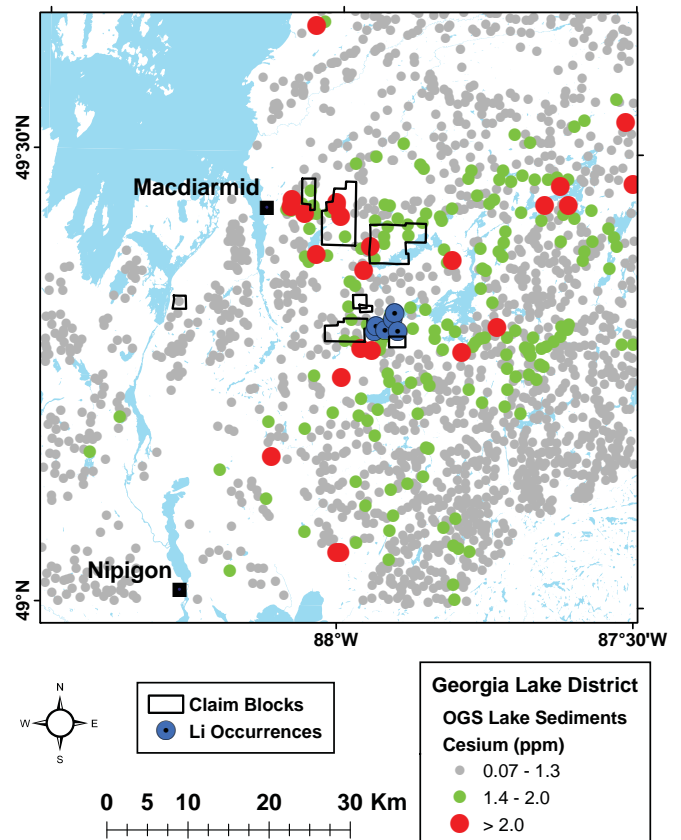 49°30'N
Macdiarmid
Nipigon
49°N
88°W
87°30'W
N
W
E
S
Claim Blocks
Li Occurrences
0 5 10 20 30 Km
Georgia Lake District
OGS Lake Sediments
Cesium (ppm)
0.07 - 1.3
1.4 - 2.0
> 2.0